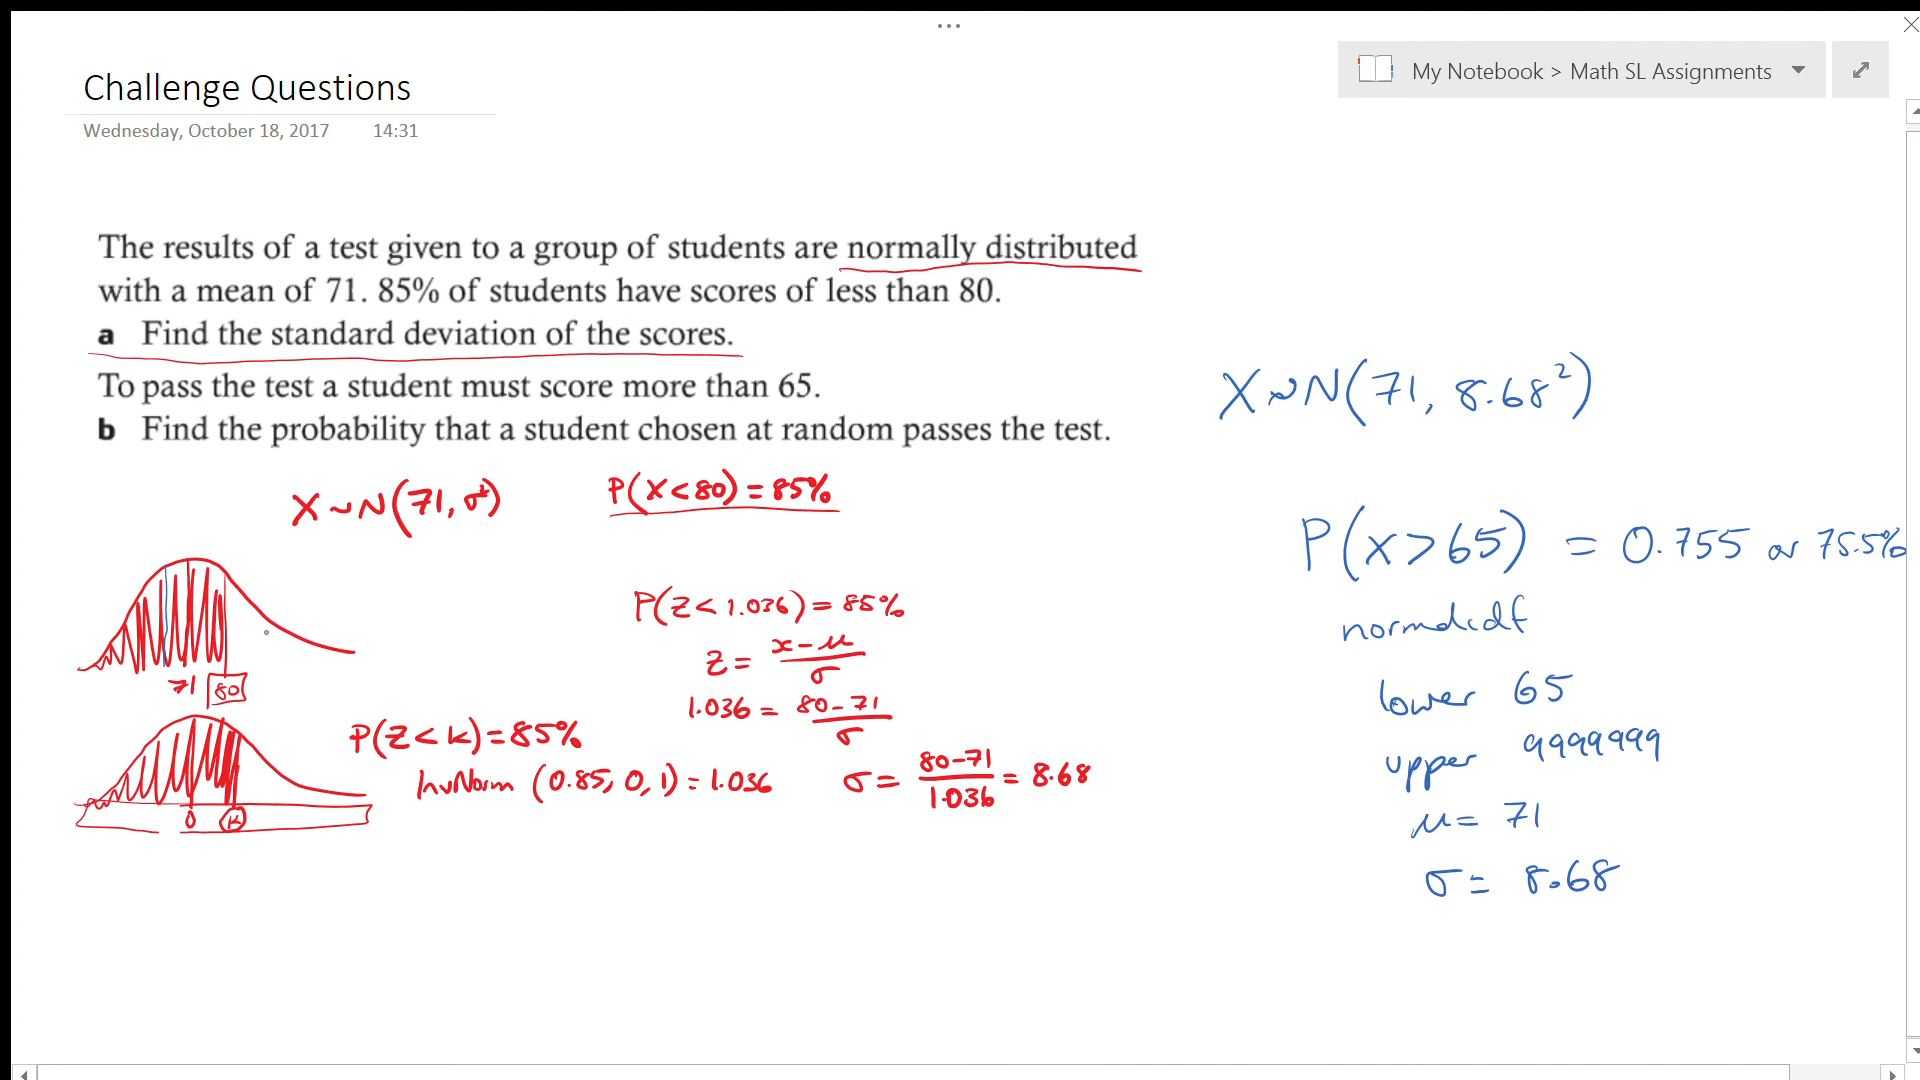 My Notebook > Math SL Assignments
Challenge Questions
Wednesday, October 18, 2017 14:31
The results of a test given to a group of students are normally distributed
with a mean of 71. 85% of students have scores of less than 80.
a Find the standard deviation of the scores.
To pass the test a student must score more than 65.
b Find the probability that a student chosen at random passes the test.
X ~ N(71, σ²)
P(X < 80) = 85%
71 80
0 k
P(Z < k) = 85%
InvNorm (0.85, 0, 1) = 1.036
P(Z < 1.036) = 85%
z = x - μ / σ
1.036 = 80 - 71 / σ
σ = 80 - 71 / 1.036 = 8.68
X ~ N(71, 8.68²)
P(x > 65) = 0.755 or 75.5%
normalcdf
lower 65
upper 9999999
μ = 71
σ = 8.68